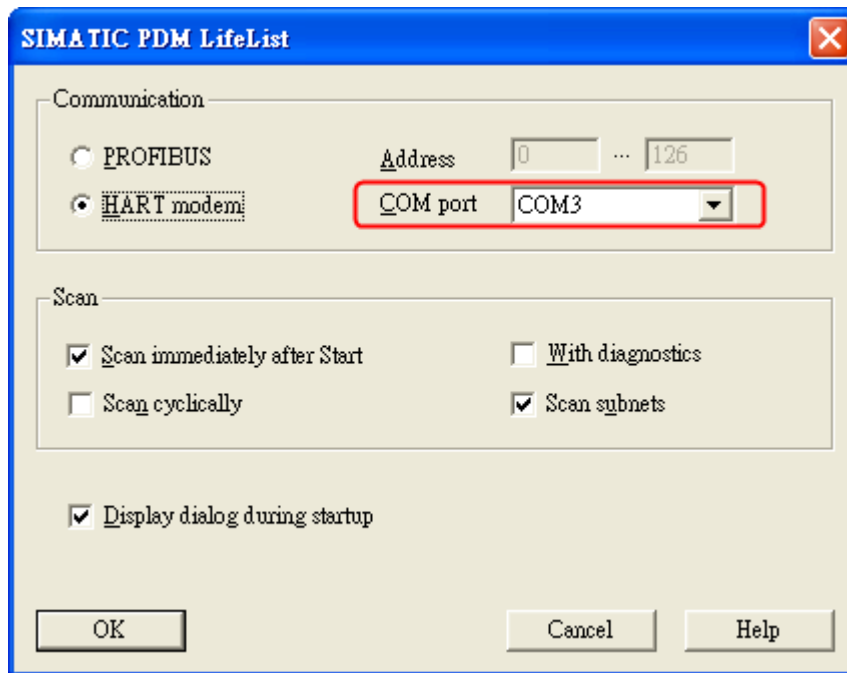 SIMATIC PDM LifeList
Communication
PROFIBUS
Address 0 ... 126
HART modem
COM port COM3
Scan
Scan immediately after Start
With diagnostics
Scan cyclically
Scan subnets
Display dialog during startup
OK
Cancel
Help